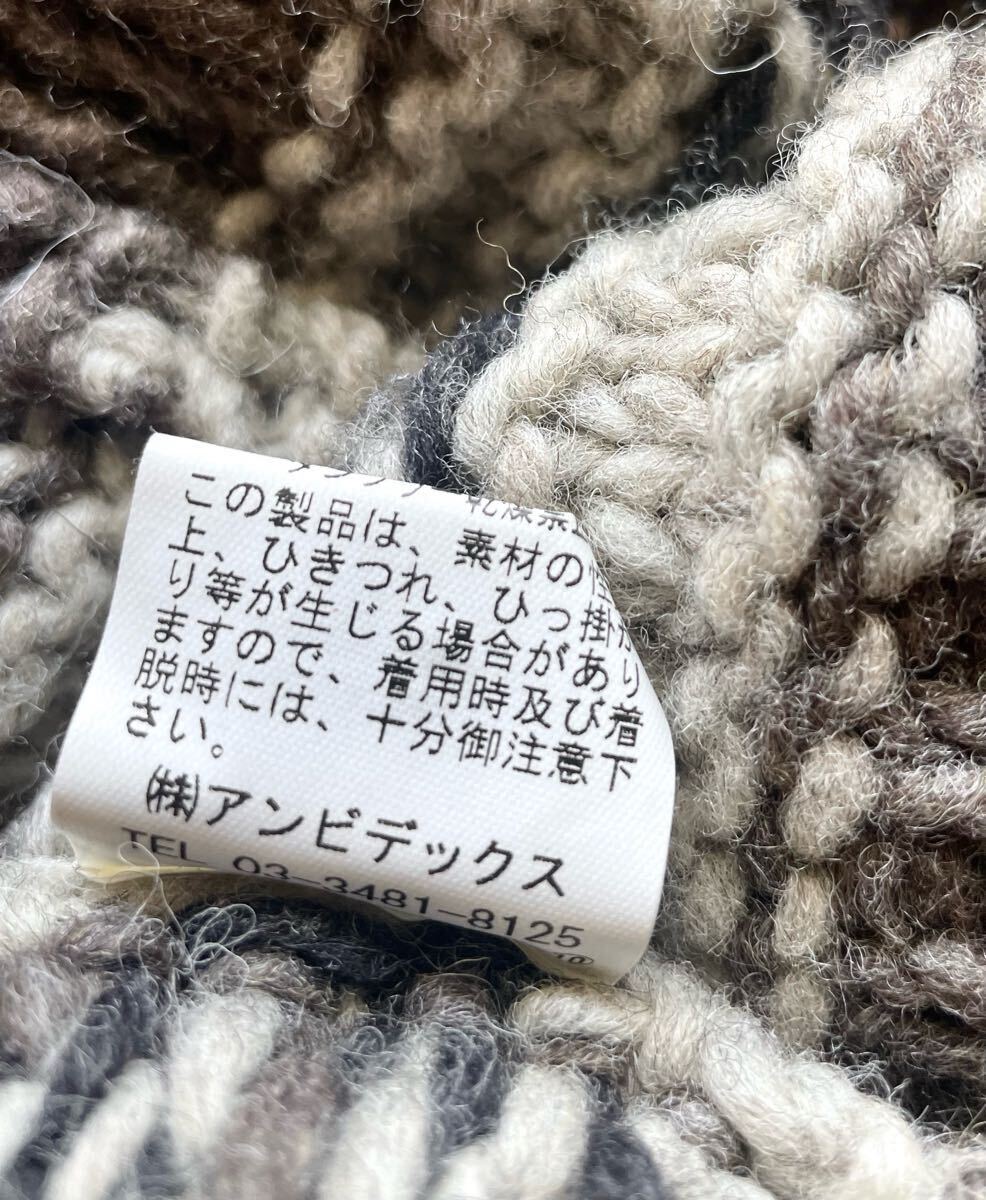 この製品は、素材の性
上、ひきつれ、ひっ掛かり
り等が生じる場合があり
ますので、着用時及び着
脱時には、十分御注意下
さい。
㈱アンビデックス
TEL 03-3481-8125